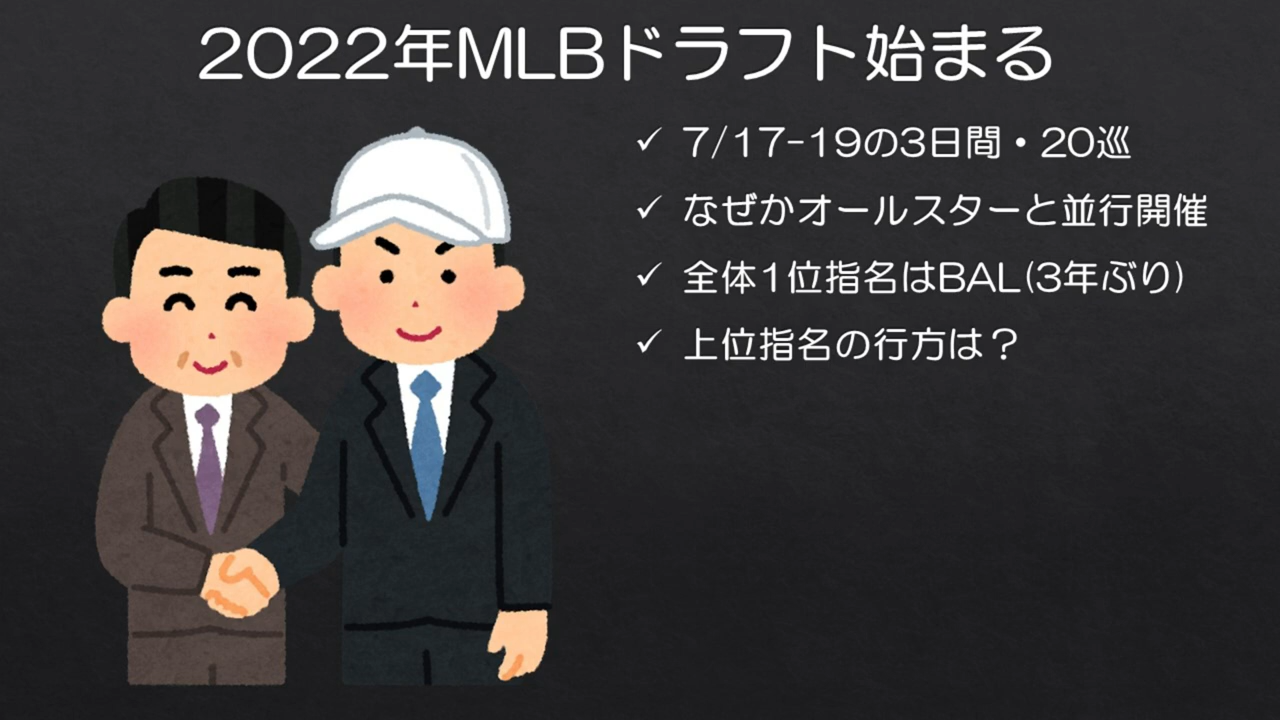 2022年MLBドラフト始まる
✓ 7/17-19の3日間・20巡
✓ なぜかオールスターと並行開催
✓ 全体1位指名はBAL(3年ぶり)
✓ 上位指名の行方は？